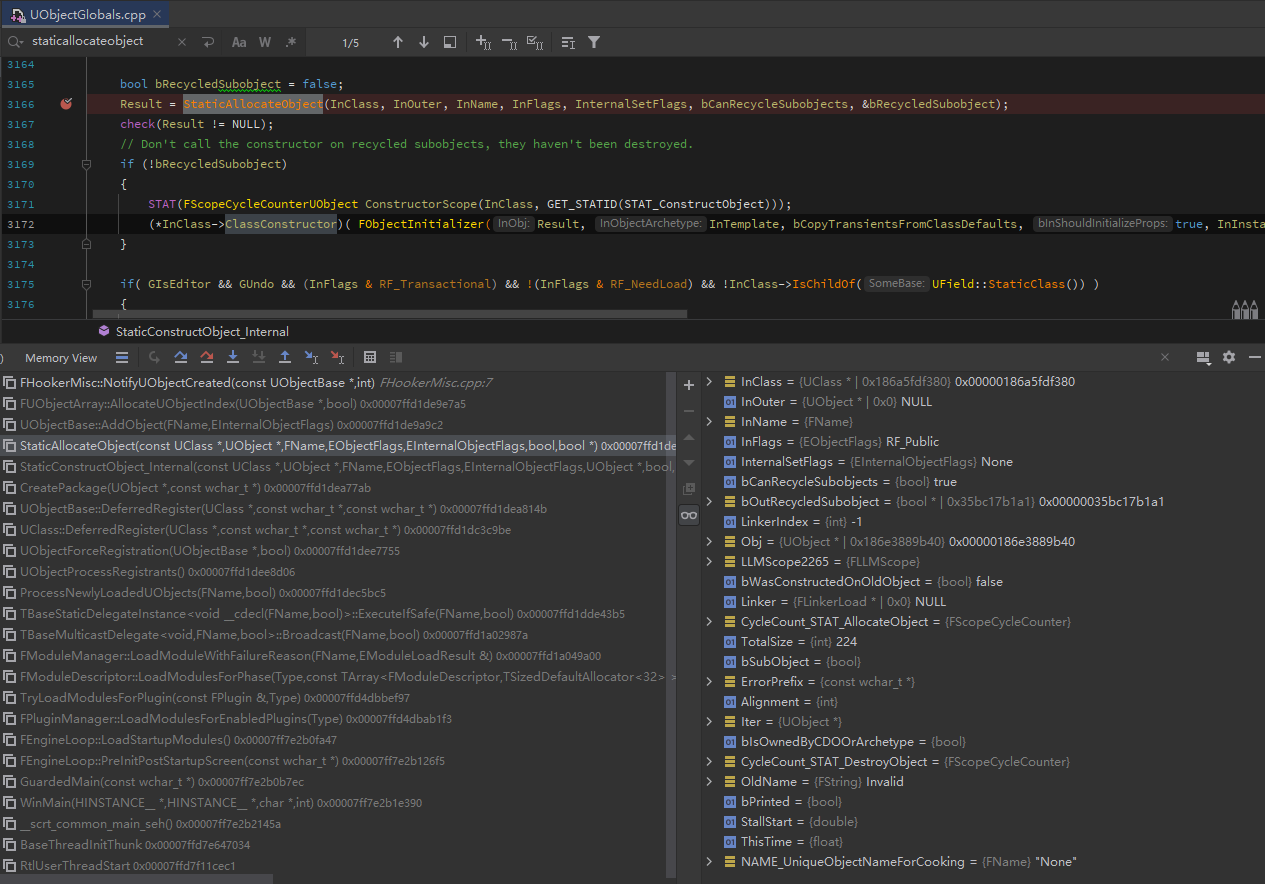 UObjectGlobals.cpp
staticallocateobject
Aa W .* 1/5
3164
3165 bool bRecycledSubobject = false;
3166 Result = StaticAllocateObject(InClass, InOuter, InName, InFlags, InternalSetFlags, bCanRecycleSubobjects, &bRecycledSubobject);
3167 check(Result != NULL);
3168 // Don't call the constructor on recycled subobjects, they haven't been destroyed.
3169 if (!bRecycledSubobject)
3170 {
3171 STAT(FScopeCycleCounterUObject ConstructorScope(InClass, GET_STATID(STAT_ConstructObject)));
3172 (*InClass->ClassConstructor)( FObjectInitializer( InObj: Result, InObjectArchetype: InTemplate, bCopyTransientsFromClassDefaults, bInShouldInitializeProps: true, InInsta
3173 }
3174
3175 if( GIsEditor && GUndo && (InFlags & RF_Transactional) && !(InFlags & RF_NeedLoad) && !InClass->IsChildOf( SomeBase: UField::StaticClass()) )
3176 {
StaticConstructObject_Internal
) Memory View
FHookerMisc::NotifyUObjectCreated(const UObjectBase *,int) FHookerMisc.cpp:7
FUObjectArray::AllocateUObjectIndex(UObjectBase *,bool) 0x00007ffd1de9e7a5
UObjectBase::AddObject(FName,EInternalObjectFlags) 0x00007ffd1de9a9c2
StaticAllocateObject(const UClass *,UObject *,FName,EObjectFlags,EInternalObjectFlags,bool,bool *) 0x00007ffd1de
StaticConstructObject_Internal(const UClass *,UObject *,FName,EObjectFlags,EInternalObjectFlags,UObject *,bool,
CreatePackage(UObject *,const wchar_t *) 0x00007ffd1dea77ab
UObjectBase::DeferredRegister(UClass *,const wchar_t *,const wchar_t *) 0x00007ffd1dea814b
UClass::DeferredRegister(UClass *,const wchar_t *,const wchar_t *) 0x00007ffd1dc3c9be
UObjectForceRegistration(UObjectBase *,bool) 0x00007ffd1dee7755
UObjectProcessRegistrants() 0x00007ffd1dee8d06
ProcessNewlyLoadedUObjects(FName,bool) 0x00007ffd1dec5bc5
TBaseStaticDelegateInstance<void __cdecl(FName,bool)>::ExecuteIfSafe(FName,bool) 0x00007ffd1dde43b5
TBaseMulticastDelegate<void,FName,bool>::Broadcast(FName,bool) 0x00007ffd1a02987a
FModuleManager::LoadModuleWithFailureReason(FName,EModuleLoadResult &) 0x00007ffd1a049a00
FModuleDescriptor::LoadModulesForPhase(Type,const TArray<FModuleDescriptor,TSizedDefaultAllocator<32> >
TryLoadModulesForPlugin(const FPlugin &,Type) 0x00007ffd4dbbef97
FPluginManager::LoadModulesForEnabledPlugins(Type) 0x00007ffd4dbab1f3
FEngineLoop::LoadStartupModules() 0x00007ff7e2b0fa47
FEngineLoop::PreInitPostStartupScreen(const wchar_t *) 0x00007ff7e2b126f5
GuardedMain(const wchar_t *) 0x00007ff7e2b0b7ec
WinMain(HINSTANCE__ *,HINSTANCE__ *,char *,int) 0x00007ff7e2b1e390
__scrt_common_main_seh() 0x00007ff7e2b2145a
BaseThreadInitThunk 0x00007ffd7e647034
RtlUserThreadStart 0x00007ffd7f11cec1
InClass = {UClass * | 0x186a5fdf380} 0x00000186a5fdf380
InOuter = {UObject * | 0x0} NULL
InName = {FName}
InFlags = {EObjectFlags} RF_Public
InternalSetFlags = {EInternalObjectFlags} None
bCanRecycleSubobjects = {bool} true
bOutRecycledSubobject = {bool * | 0x35bc17b1a1} 0x00000035bc17b1a1
LinkerIndex = {int} -1
Obj = {UObject * | 0x186e3889b40} 0x00000186e3889b40
LLMScope2265 = {FLLMScope}
bWasConstructedOnOldObject = {bool} false
Linker = {FLinkerLoad * | 0x0} NULL
CycleCount_STAT_AllocateObject = {FScopeCycleCounter}
TotalSize = {int} 224
bSubObject = {bool}
ErrorPrefix = {const wchar_t *}
Alignment = {int}
Iter = {UObject *}
bIsOwnedByCDOOrArchetype = {bool}
CycleCount_STAT_DestroyObject = {FScopeCycleCounter}
OldName = {FString} Invalid
bPrinted = {bool}
StallStart = {double}
ThisTime = {float}
NAME_UniqueObjectNameForCooking = {FName} "None"